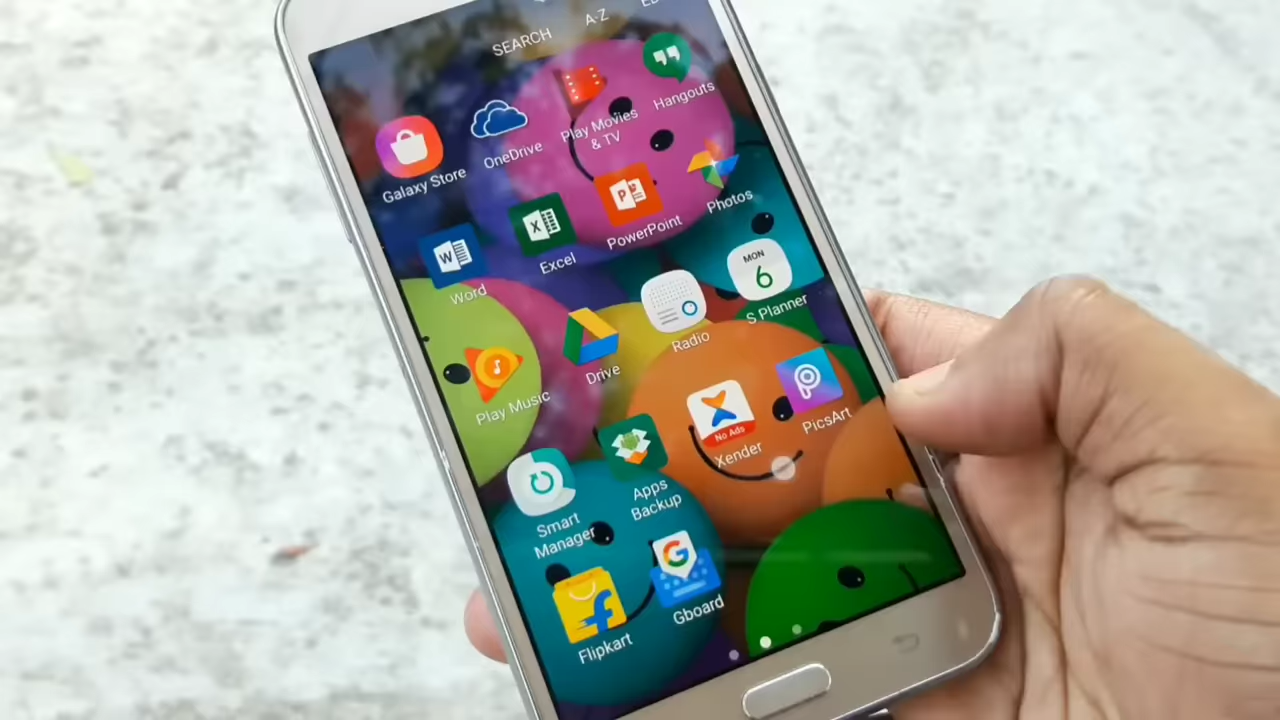 SEARCH
A-Z
Galaxy Store
OneDrive
Play Movies
& TV
Hangouts
W
Word
X
Excel
P
PowerPoint
Photos
Play Music
Drive
Radio
MON
6
S Planner
Smart
Manager
Apps
Backup
No Ads
Xender
PicsArt
f
Flipkart
G
Gboard